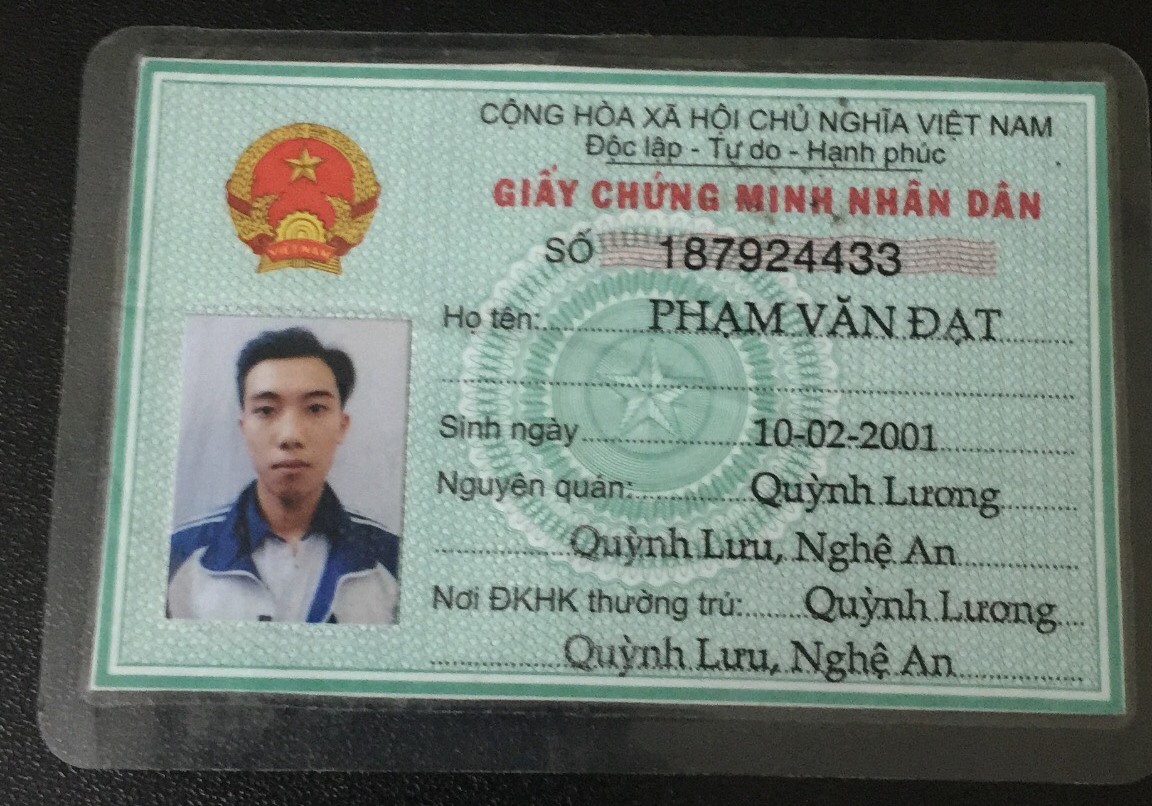 CỘNG HÒA XÃ HỘI CHỦ NGHĨA VIỆT NAM
Độc lập - Tự do - Hạnh phúc
GIẤY CHỨNG MINH NHÂN DÂN
SỐ 187924433
VIỆT NAM
Họ tên: PHẠM VĂN ĐẠT
Sinh ngày 10-02-2001
Nguyên quán: Quỳnh Lương
Quỳnh Lưu, Nghệ An
Nơi ĐKHK thường trú: Quỳnh Lương
Quỳnh Lưu, Nghệ An